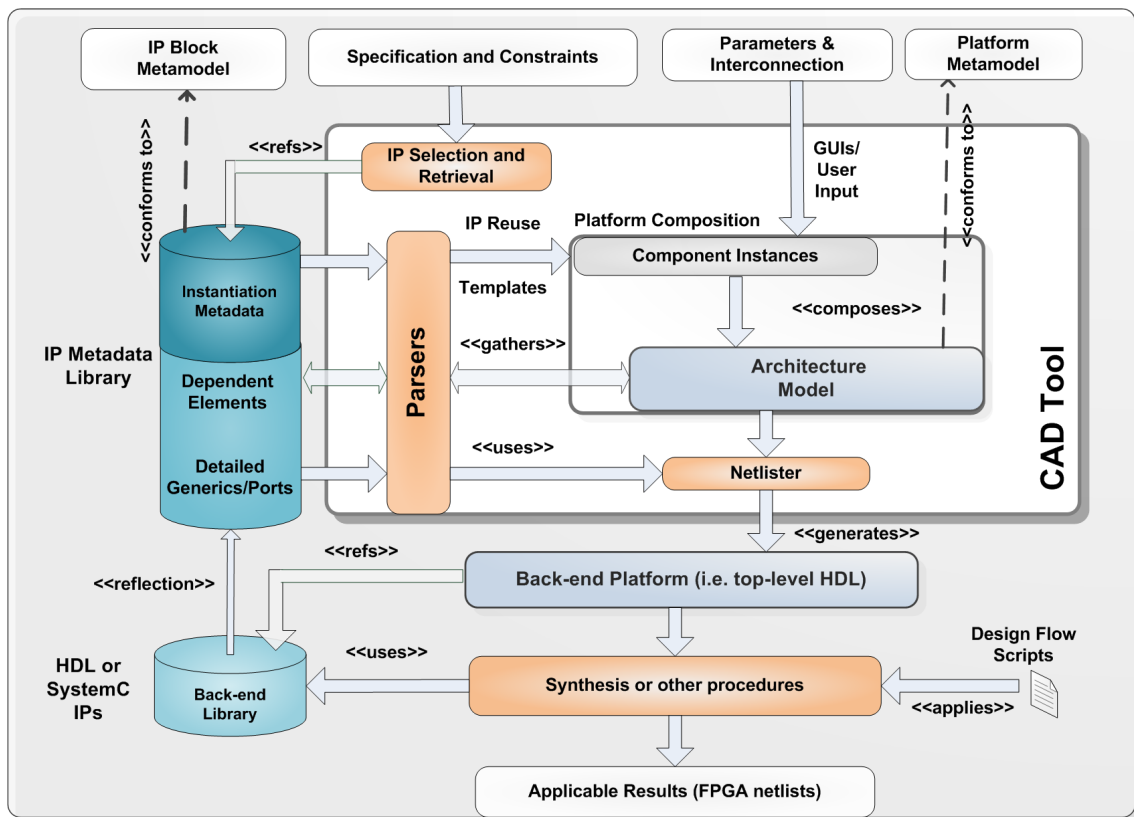 IP Block
Metamodel
Specification and Constraints
Parameters &
Interconnection
Platform
Metamodel
<<conforms to>>
<<refs>>
IP Selection and
Retrieval
GUIs/
User
Input
<<conforms to>>
IP Reuse
Platform Composition
Component Instances
Instantiation
Metadata
Templates
<<composes>>
IP Metadata
Library
<<gathers>>
Dependent
Elements
Parsers
Architecture
Model
CAD Tool
Detailed
Generics/Ports
<<uses>>
Netlister
<<generates>>
<<refs>>
<<reflection>>
Back-end Platform (i.e. top-level HDL)
HDL or
SystemC
IPs
Back-end
Library
<<uses>>
Synthesis or other procedures
Design Flow
Scripts
<<applies>>
Applicable Results (FPGA netlists)